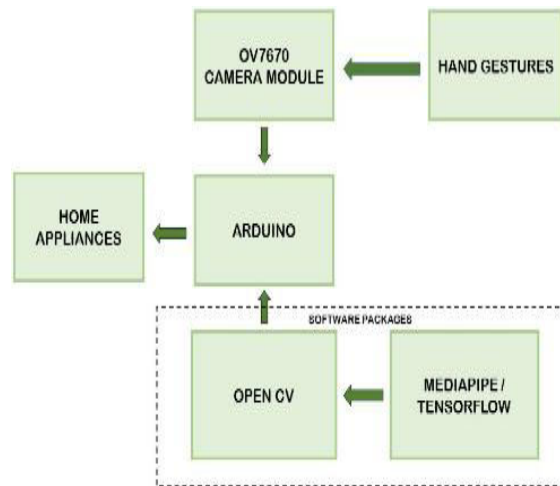 OV7670
CAMERA MODULE
HAND GESTURES
HOME
APPLIANCES
ARDUINO
SOFTWARE PACKAGES
OPEN CV
MEDIAPIPE /
TENSORFLOW